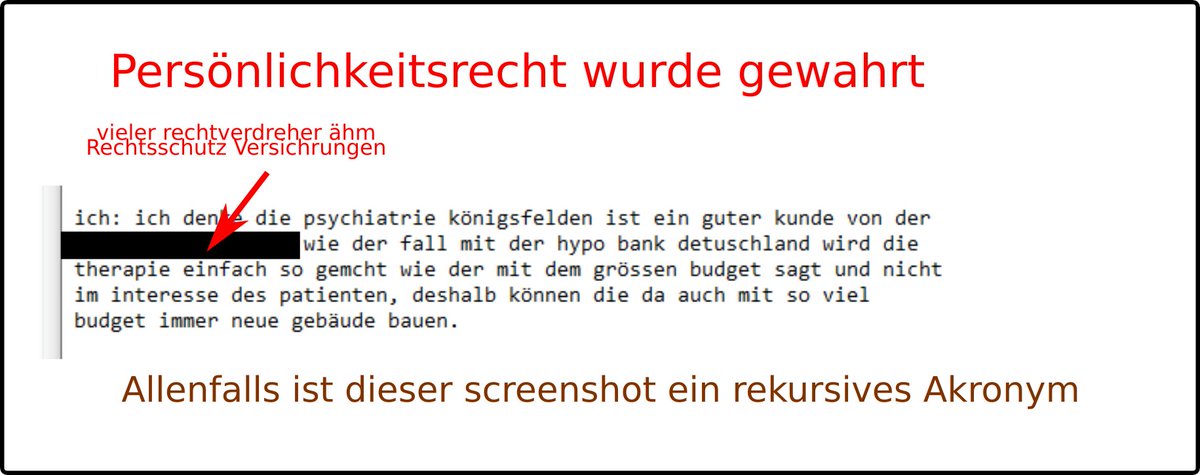 Persönlichkeitsrecht wurde gewahrt
vieler rechtverdreher ähm
Rechtsschutz Versichrungen
ich: ich denke die psychiatrie königsfelden ist ein guter kunde von der
wie der fall mit der hypo bank detuschland wird die
therapie einfach so gemcht wie der mit dem grössen budget sagt und nicht
im interesse des patienten, deshalb können die da auch mit so viel
budget immer neue gebäude bauen.
Allenfalls ist dieser screenshot ein rekursives Akronym